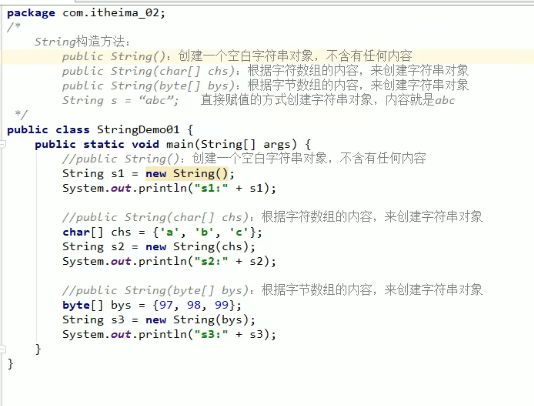 package com.itheima_02;
/*
    String构造方法:
        public String(): 创建一个空白字符串对象, 不含有任何内容
        public String(char[] chs): 根据字符数组的内容, 来创建字符串对象
        public String(byte[] bys): 根据字节数组的内容, 来创建字符串对象
        String s = “abc”;   直接赋值的方式创建字符串对象, 内容就是abc
 */
public class StringDemo01 {
    public static void main(String[] args) {
        //public String(): 创建一个空白字符串对象, 不含有任何内容
        String s1 = new String();
        System.out.println("s1:" + s1);

        //public String(char[] chs): 根据字符数组的内容, 来创建字符串对象
        char[] chs = {'a', 'b', 'c'};
        String s2 = new String(chs);
        System.out.println("s2:" + s2);

        //public String(byte[] bys): 根据字节数组的内容, 来创建字符串对象
        byte[] bys = {97, 98, 99};
        String s3 = new String(bys);
        System.out.println("s3:" + s3);
    }
}